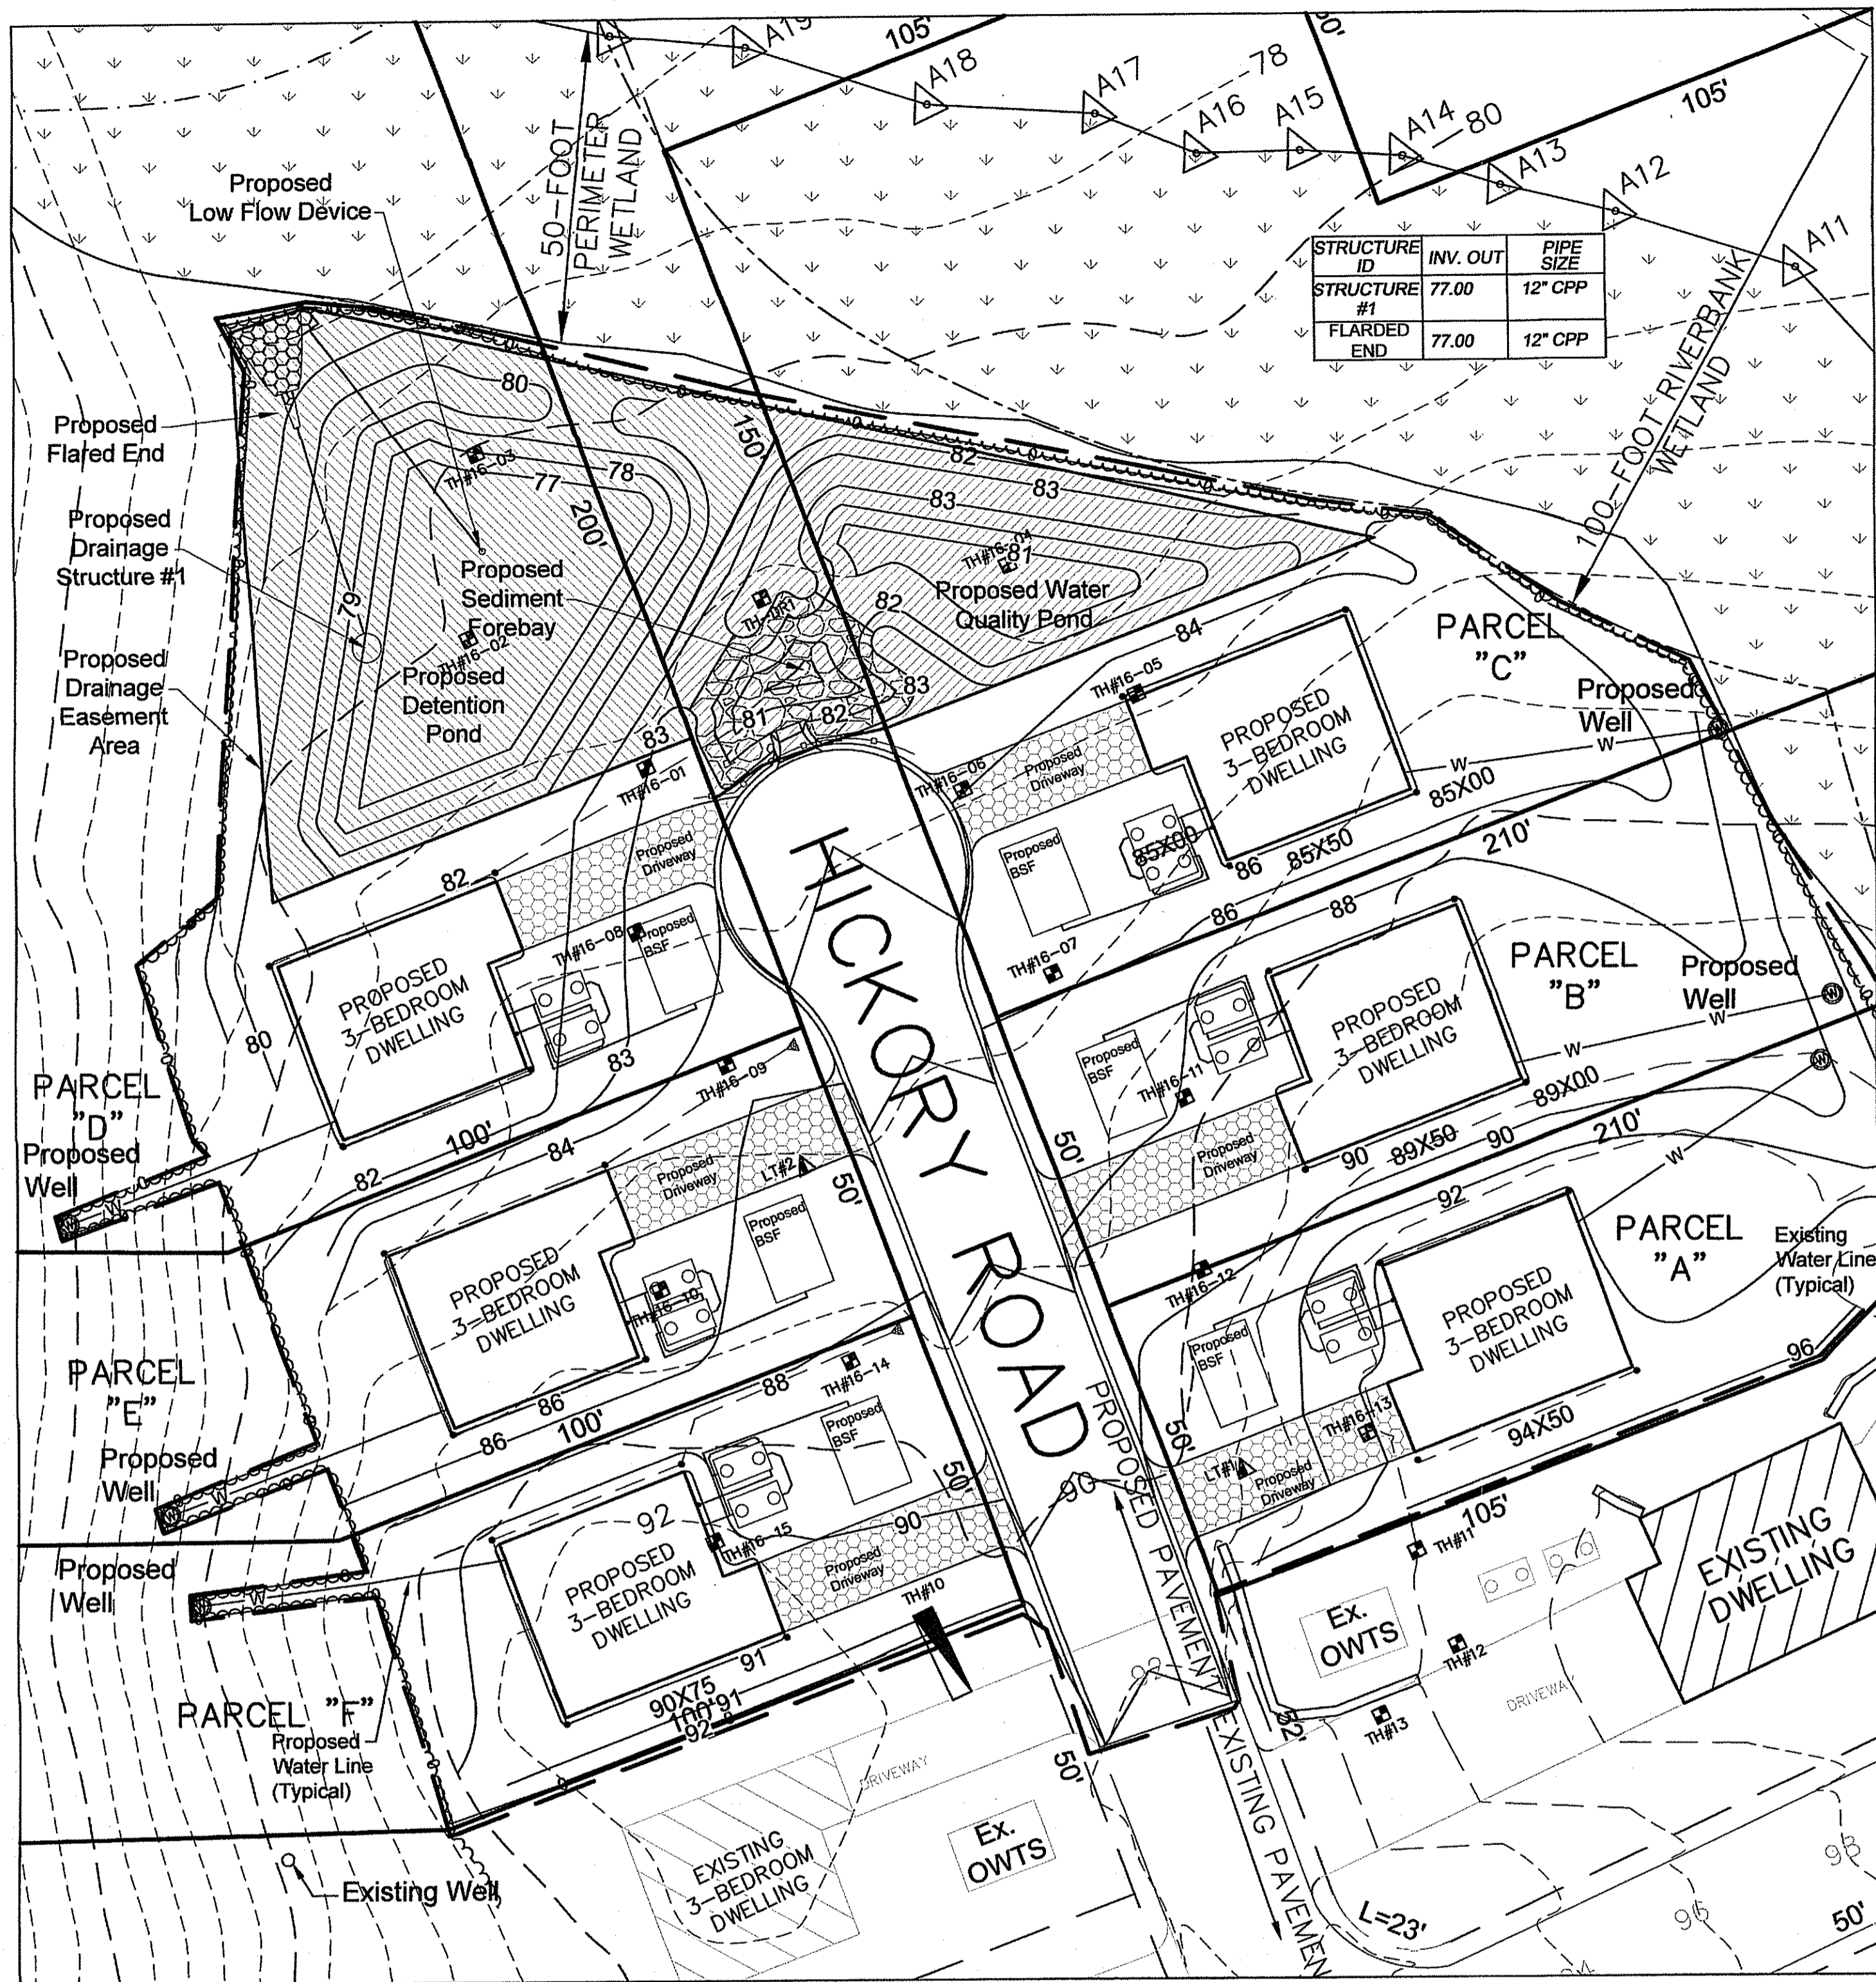 A19
105'
A18
A17
78
A16
A15
A14
80
A13
105'
A12
A11
50-FOOT
PERIMETER
WETLAND
Proposed
Low Flow Device
STRUCTURE
ID
INV. OUT
PIPE
SIZE
STRUCTURE
#1
77.00
12" CPP
FLARDED
END
77.00
12" CPP
100-FOOT RIVERBANK
WETLAND
Proposed
Flared End
80
150'
200'
TH#16-03
77
78
82
83
83
Proposed
Drainage
Structure #1
79
TH#16-02
Proposed
Sediment
Forebay
TH#16-04
81
Proposed Water
Quality Pond
82
84
Proposed
Drainage
Easement
Area
Proposed
Detention
Pond
83
81
82
83
TH#16-01
TH#16-05
TH#16-06
PARCEL
"C"
Proposed
Well
W
PROPOSED
3-BEDROOM
DWELLING
Proposed
Driveway
Proposed
BSF
85X00
85X00
86
85X50
210'
HICKORY ROAD
82
Proposed
Driveway
TH#16-08
Proposed
BSF
PROPOSED
3-BEDROOM
DWELLING
80
83
PARCEL
"D"
Proposed
Well
W
W
82
100'
84
TH#16-09
TH#16-07
86
88
PARCEL
"B"
Proposed
Well
W
W
PROPOSED
3-BEDROOM
DWELLING
Proposed
BSF
TH#16-11
Proposed
Driveway
50'
89X00
90
89X50
90
210'
W
Proposed
Driveway
LT#2
50'
Proposed
BSF
PROPOSED
3-BEDROOM
DWELLING
TH#16-10
TH#16-12
92
PARCEL
"A"
Existing
Water Line
(Typical)
PROPOSED
3-BEDROOM
DWELLING
Proposed
BSF
96
TH#16-13
94X50
LT#1
Proposed
Driveway
50'
105'
PARCEL
"E"
Proposed
Well
W
W
86
86
100'
88
TH#16-14
Proposed
BSF
50'
90
PROPOSED PAVEMENT
92
PROPOSED
3-BEDROOM
DWELLING
TH#16-15
90
Proposed
Driveway
TH#10
Proposed
Well
W
W
PARCEL "F"
Proposed
Water Line
(Typical)
91
90X75
100'
91
92
TH#11
Ex.
OWTS
TH#12
TH#13
DRIVEWA
EXISTING
DWELLING
92
52'
50'
DRIVEWAY
EXISTING PAVEMEN
EXISTING
3-BEDROOM
DWELLING
Ex.
OWTS
Existing Well
L=23'
96
98
50'